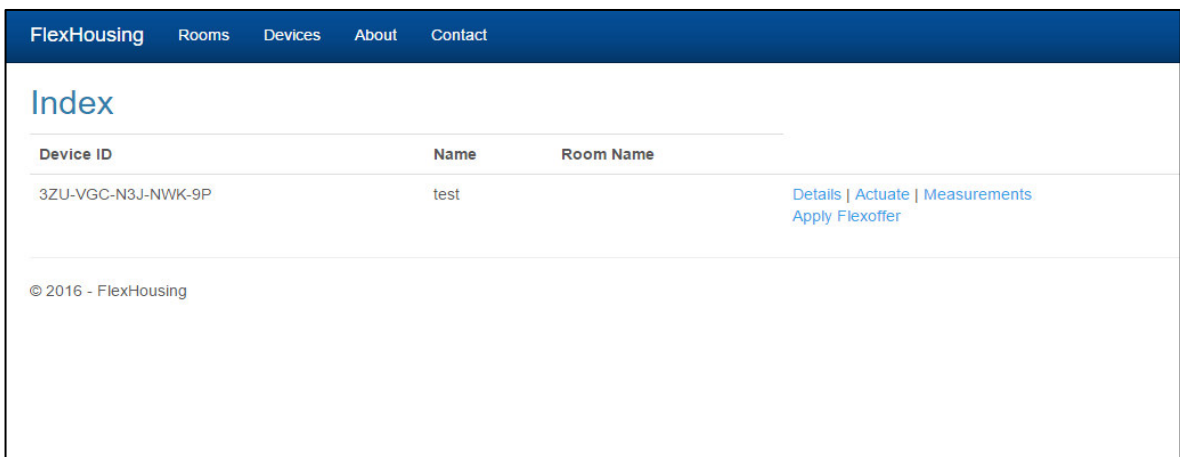 FlexHousing Rooms Devices About Contact
Index
Device ID Name Room Name
3ZU-VGC-N3J-NWK-9P test Details | Actuate | Measurements
Apply Flexoffer
© 2016 - FlexHousing